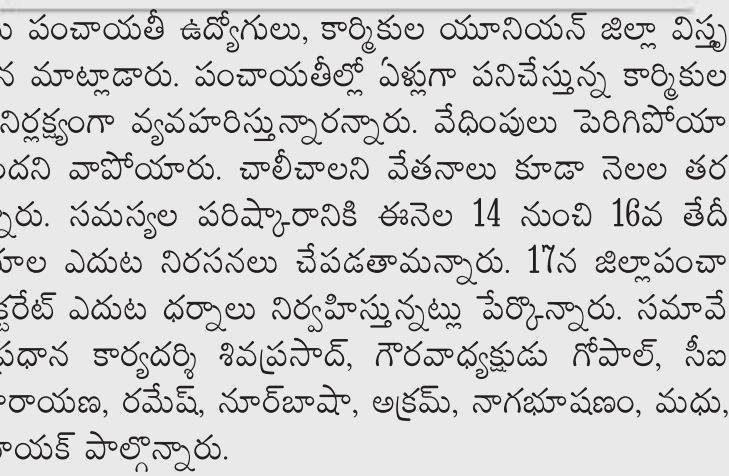 పంచాయతీ ఉద్యోగులు, కార్మికుల యూనియన్ జిల్లా విస్తృ
న మాట్లాడారు. పంచాయతీల్లో ఏళ్లుగా పనిచేస్తున్న కార్మికుల
నిర్లక్ష్యంగా వ్యవహరిస్తున్నారన్నారు. వేధింపులు పెరిగిపోయా
దని వాపోయారు. చాలీచాలని వేతనాలు కూడా నెలల తర
న్నారు. సమస్యల పరిష్కారానికి ఈనెల 14 నుంచి 16వ తేదీ
ాల ఎదుట నిరసనలు చేపడతామన్నారు. 17న జిల్లాపంచా
క్టరేట్ ఎదుట ధర్నాలు నిర్వహిస్తున్నట్లు పేర్కొన్నారు. సమావే
ప్రధాన కార్యదర్శి శివప్రసాద్, గౌరవాధ్యక్షుడు గోపాల్, సీఐ
ారాయణ, రమేష్, నూర్‌బాషా, అక్రమ్, నాగభూషణం, మధు,
ాయక్ పాల్గొన్నారు.